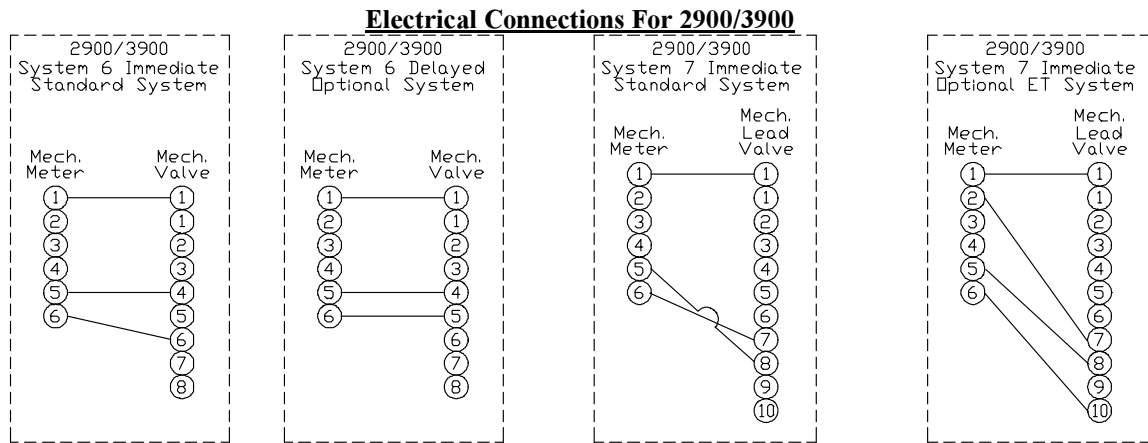 Electrical Connections For 2900/3900
2900/3900
System 6 Immediate
Standard System
Mech.
Meter
Mech.
Valve
1
2
3
4
5
6
1
1
2
3
4
5
6
7
8
2900/3900
System 6 Delayed
Optional System
Mech.
Meter
Mech.
Valve
1
2
3
4
5
6
1
1
2
3
4
5
6
7
8
2900/3900
System 7 Immediate
Standard System
Mech.
Meter
Mech.
Lead
Valve
1
2
3
4
5
6
1
1
2
3
4
5
6
7
8
9
10
2900/3900
System 7 Immediate
Optional ET System
Mech.
Meter
Mech.
Lead
Valve
1
2
3
4
5
6
1
1
2
3
4
5
6
7
8
9
10